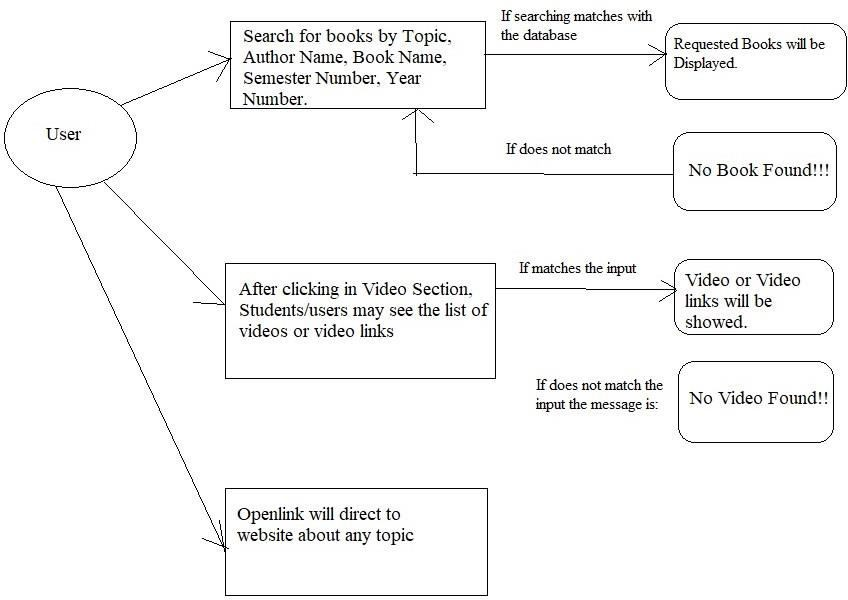 User
Search for books by Topic,
Author Name, Book Name,
Semester Number, Year
Number.
If searching matches with
the database
Requested Books will be
Displayed.
If does not match
No Book Found!!!
After clicking in Video Section,
Students/users may see the list of
videos or video links
If matches the input
Video or Video
links will be
showed.
If does not match the
input the message is:
No Video Found!!
Openlink will direct to
website about any topic